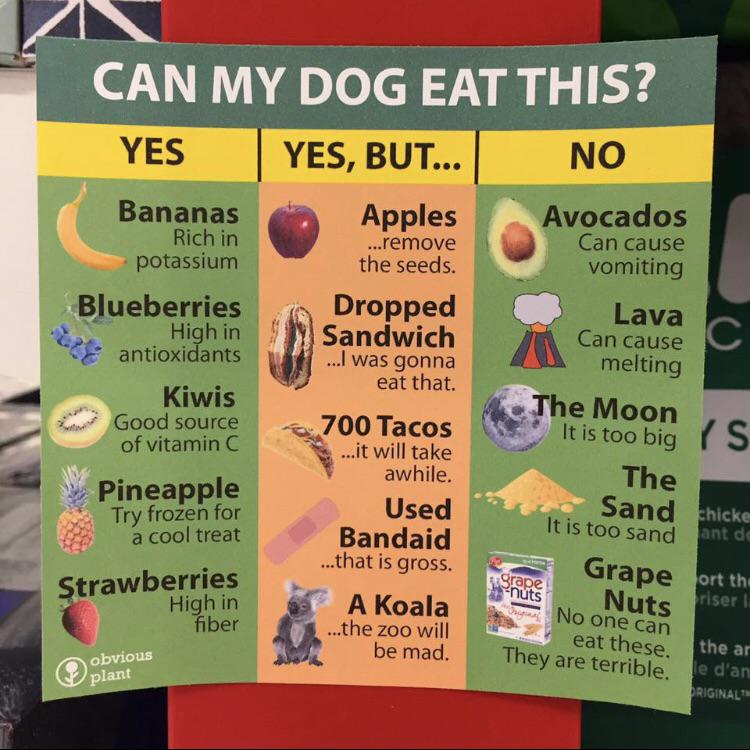 CAN MY DOG EAT THIS?
YES
Bananas
Rich in
potassium
Blueberries
High in
antioxidants
Kiwis
Good source
of vitamin C
Pineapple
Try frozen for
a cool treat
Strawberries
High in
fiber
obvious
plant
YES, BUT...
Apples
...remove
the seeds.
Dropped
Sandwich
...I was gonna
eat that.
700 Tacos
...it will take
awhile.
Used
Bandaid
...that is gross.
A Koala
...the zoo will
be mad.
NO
Avocados
Can cause
vomiting
Lava
Can cause
melting
The Moon
It is too big
The
Sand
It is too sand
Grape
Nuts
No one can
eat these.
They are terrible.
Post
grape
-nuts
Original
C
Y S
chicke
ant de
ort the
riser l
the ar
le d'an
ORIGINAL™